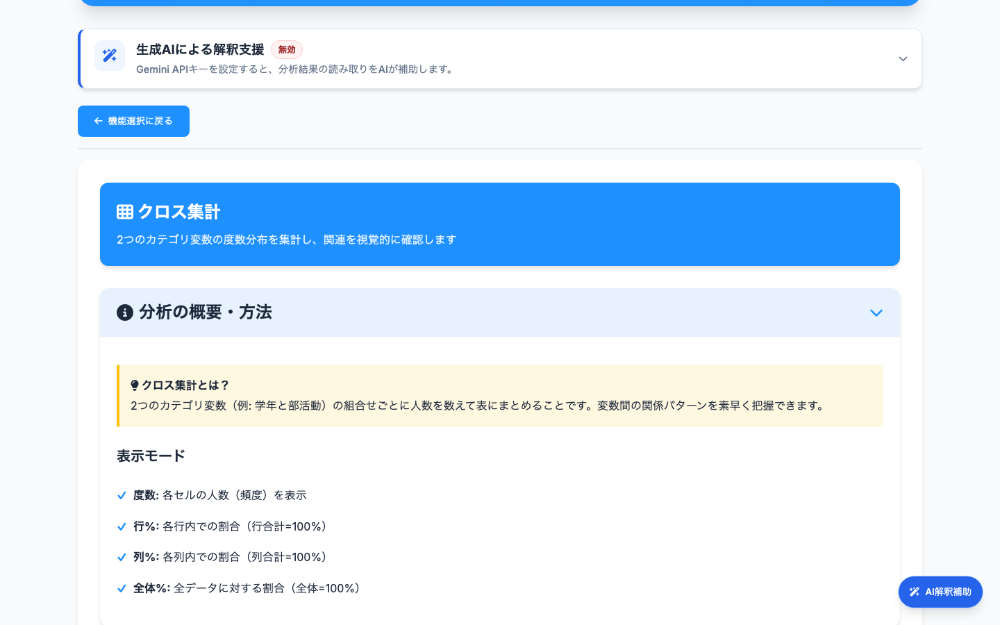 生成AIによる解釈支援 無効
Gemini APIキーを設定すると、分析結果の読み取りをAIが補助します。
機能選択に戻る
クロス集計
2つのカテゴリ変数の度数分布を集計し、関連を視覚的に確認します
分析の概要・方法
クロス集計とは？
2つのカテゴリ変数（例: 学年と部活動）の組合せごとに人数を数えて表にまとめることです。変数間の関係パターンを素早く把握できます。
表示モード
度数: 各セルの人数（頻度）を表示
行%: 各行内での割合（行合計=100%）
列%: 各列内での割合（列合計=100%）
全体%: 全データに対する割合（全体=100%）
AI解釈補助